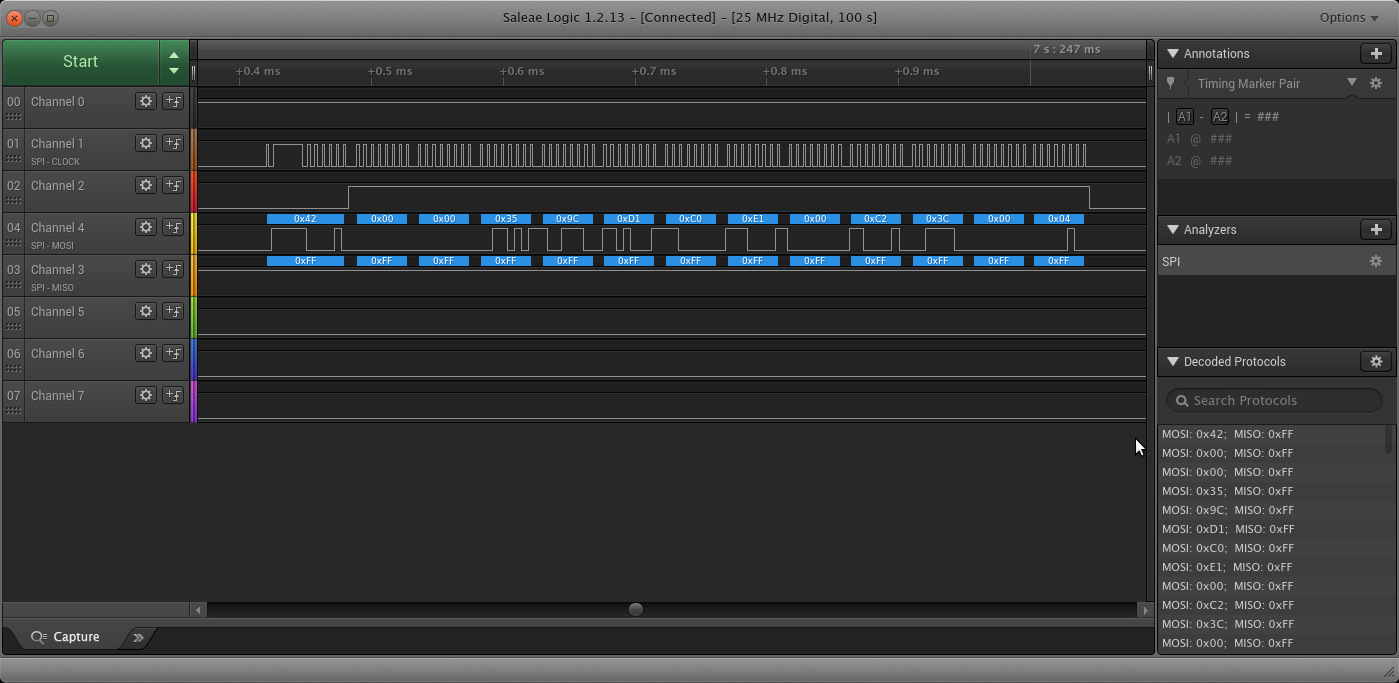 Saleae Logic 1.2.13 – [Connected] – [25 MHz Digital, 100 s]
Options
Start
7 s : 247 ms
+0.4 ms +0.5 ms +0.6 ms +0.7 ms +0.8 ms +0.9 ms
00 Channel 0
01 Channel 1
SPI - CLOCK
02 Channel 2
0x42 0x00 0x00 0x35 0x9C 0xD1 0xC0 0xE1 0x00 0xC2 0x3C 0x00 0x04
04 Channel 4
SPI - MOSI
0xFF 0xFF 0xFF 0xFF 0xFF 0xFF 0xFF 0xFF 0xFF 0xFF 0xFF 0xFF 0xFF
03 Channel 3
SPI - MISO
05 Channel 5
06 Channel 6
07 Channel 7
Capture
Annotations
Timing Marker Pair
| A1 - A2 | = ###
A1 @ ###
A2 @ ###
Analyzers
SPI
Decoded Protocols
Search Protocols
MOSI: 0x42; MISO: 0xFF
MOSI: 0x00; MISO: 0xFF
MOSI: 0x00; MISO: 0xFF
MOSI: 0x35; MISO: 0xFF
MOSI: 0x9C; MISO: 0xFF
MOSI: 0xD1; MISO: 0xFF
MOSI: 0xC0; MISO: 0xFF
MOSI: 0xE1; MISO: 0xFF
MOSI: 0x00; MISO: 0xFF
MOSI: 0xC2; MISO: 0xFF
MOSI: 0x3C; MISO: 0xFF
MOSI: 0x00; MISO: 0xFF